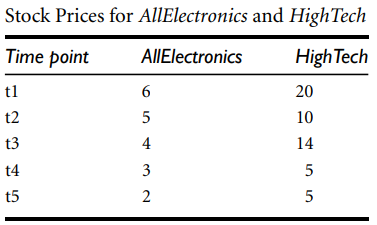 Stock Prices for AllElectronics and HighTech
Time point AllElectronics HighTech
t1 6 20
t2 5 10
t3 4 14
t4 3 5
t5 2 5